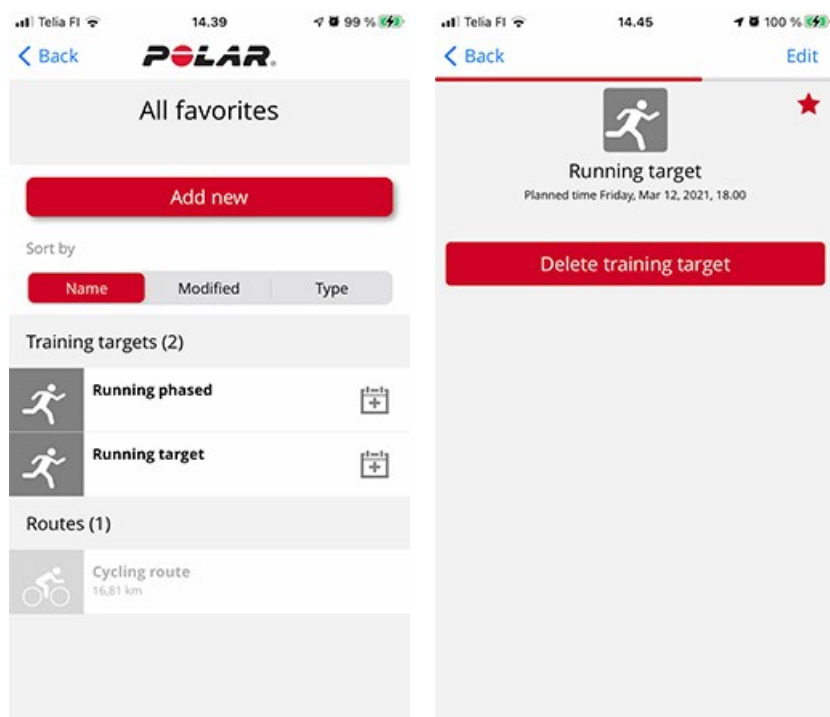 Telia FI 14.39 99 %
Back POLAR.
All favorites
Add new
Sort by
Name Modified Type
Training targets (2)
Running phased
Running target
Routes (1)
Cycling route
16,81 km
Telia FI 14.45 100 %
Back Edit
Running target
Planned time Friday, Mar 12, 2021, 18.00
Delete training target